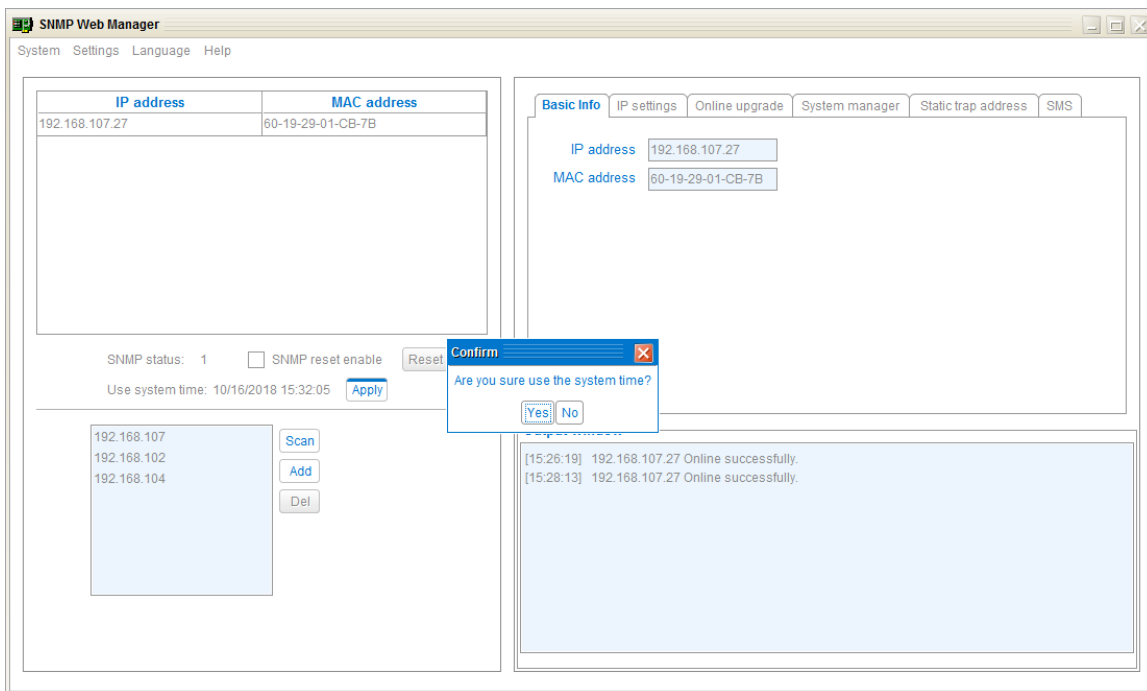 SNMP Web Manager
System Settings Language Help
IP address MAC address
192.168.107.27 60-19-29-01-CB-7B
SNMP status: 1 SNMP reset enable Reset
Use system time: 10/16/2018 15:32:05 Apply
192.168.107
192.168.102
192.168.104
Scan
Add
Del
Basic Info IP settings Online upgrade System manager Static trap address SMS
IP address 192.168.107.27
MAC address 60-19-29-01-CB-7B
Confirm
Are you sure use the system time?
Yes No
Output Window
[15:26:19] 192.168.107.27 Online successfully.
[15:28:13] 192.168.107.27 Online successfully.